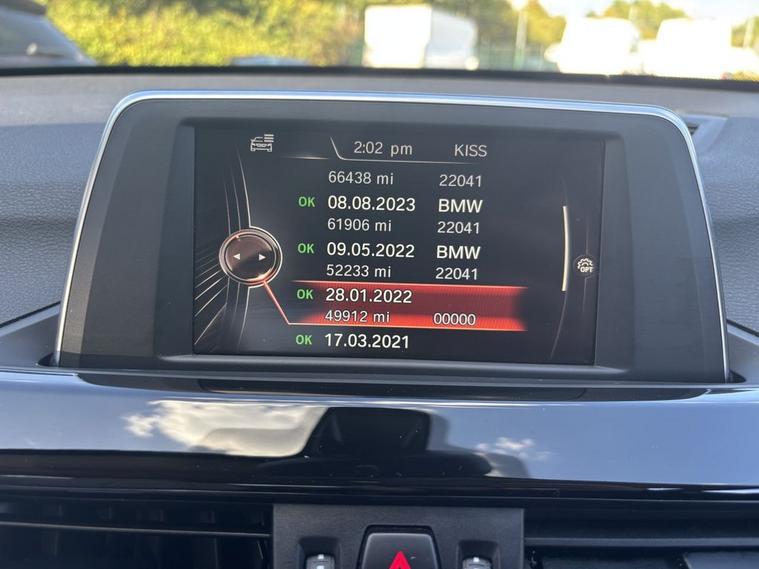 2:02 pm KISS
66438 mi 22041
OK 08.08.2023 BMW
61906 mi 22041
OK 09.05.2022 BMW
52233 mi 22041
OK 28.01.2022
49912 mi 00000
OK 17.03.2021
OPT